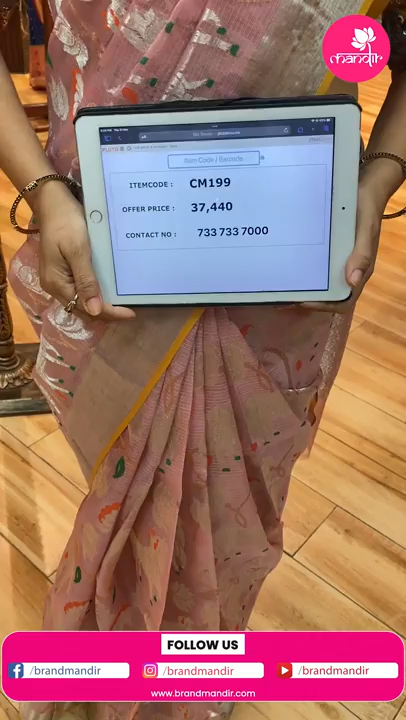 mandir
Item Code / Barcode
ITEMCODE : CM199
OFFER PRICE : 37,440
CONTACT NO : 733 733 7000
FOLLOW US
/brandmandir /brandmandir /brandmandir
www.brandmandir.com